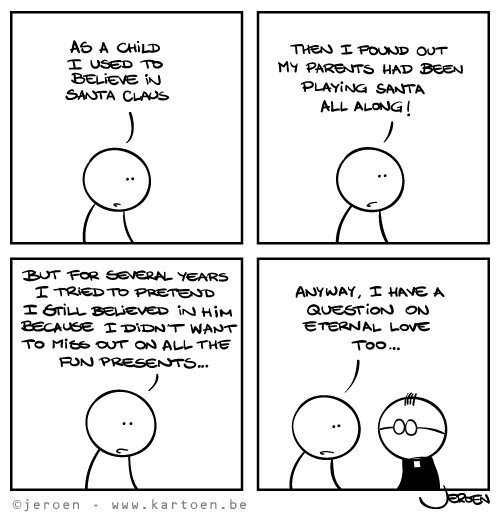 AS A CHILD
I USED TO
BELIEVE IN
SANTA CLAUS
THEN I FOUND OUT
MY PARENTS HAD BEEN
PLAYING SANTA
ALL ALONG!
BUT FOR SEVERAL YEARS
I TRIED TO PRETEND
I STILL BELIEVED IN HIM
BECAUSE I DIDN'T WANT
TO MISS OUT ON ALL THE
FUN PRESENTS...
ANYWAY, I HAVE A
QUESTION ON
ETERNAL LOVE
TOO...
JEROEN
©jeroen - www.kartoen.be